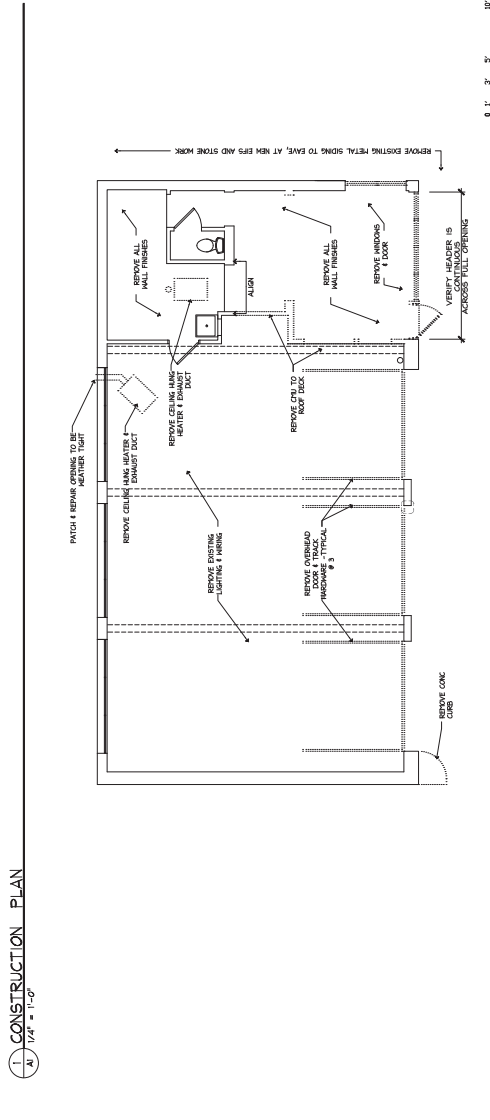 1
A1
CONSTRUCTION PLAN
1/4" = 1'-0"
0 1' 3' 5' 10'
PATCH & REPAIR OPENING TO BE
WEATHER TIGHT
REMOVE CEILING HUNG HEATER &
EXHAUST DUCT
REMOVE CEILING HUNG
HEATER & EXHAUST
DUCT
REMOVE ALL
WALL FINISHES
ALIGN
REMOVE EXISTING
LIGHTING & WIRING
REMOVE CMU TO
ROOF DECK
REMOVE ALL
WALL FINISHES
REMOVE OVERHEAD
DOOR & TRACK
HARDWARE -TYPICAL
@ 3
REMOVE WINDOWS
& DOOR
REMOVE CONC
CURB
VERIFY HEADER IS
CONTINUOUS
ACROSS FULL OPENING
REMOVE EXISTING METAL SIDING TO EAVE, AT NEW EIFS AND STONE WORK